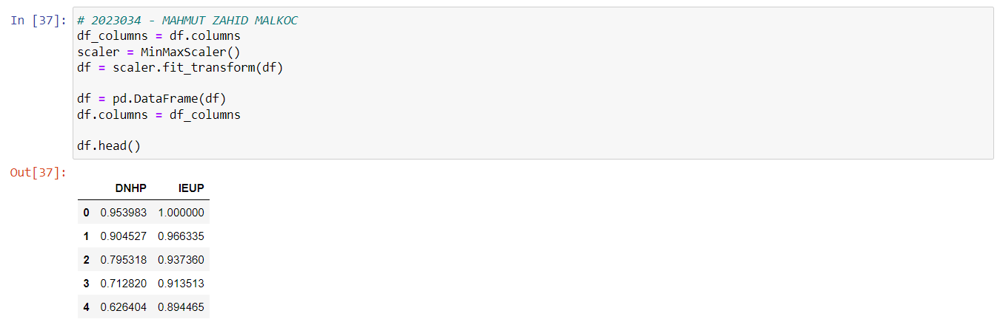 In [37]: # 2023034 - MAHMUT ZAHID MALKOC
df_columns = df.columns
scaler = MinMaxScaler()
df = scaler.fit_transform(df)
df = pd.DataFrame(df)
df.columns = df_columns
df.head()
Out[37]:
DNHP IEUP
0 0.953983 1.000000
1 0.904527 0.966335
2 0.795318 0.937360
3 0.712820 0.913513
4 0.626404 0.894465